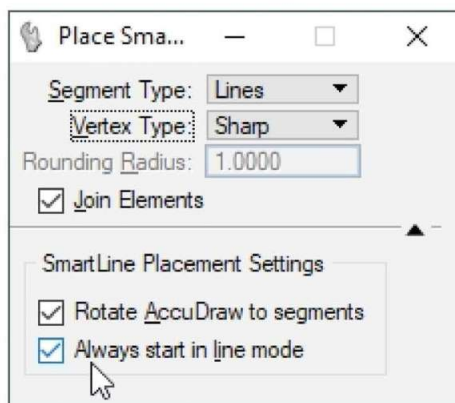 Place Sma...
Segment Type: Lines
Vertex Type: Sharp
Rounding Radius: 1.0000
Join Elements
SmartLine Placement Settings
Rotate AccuDraw to segments
Always start in line mode